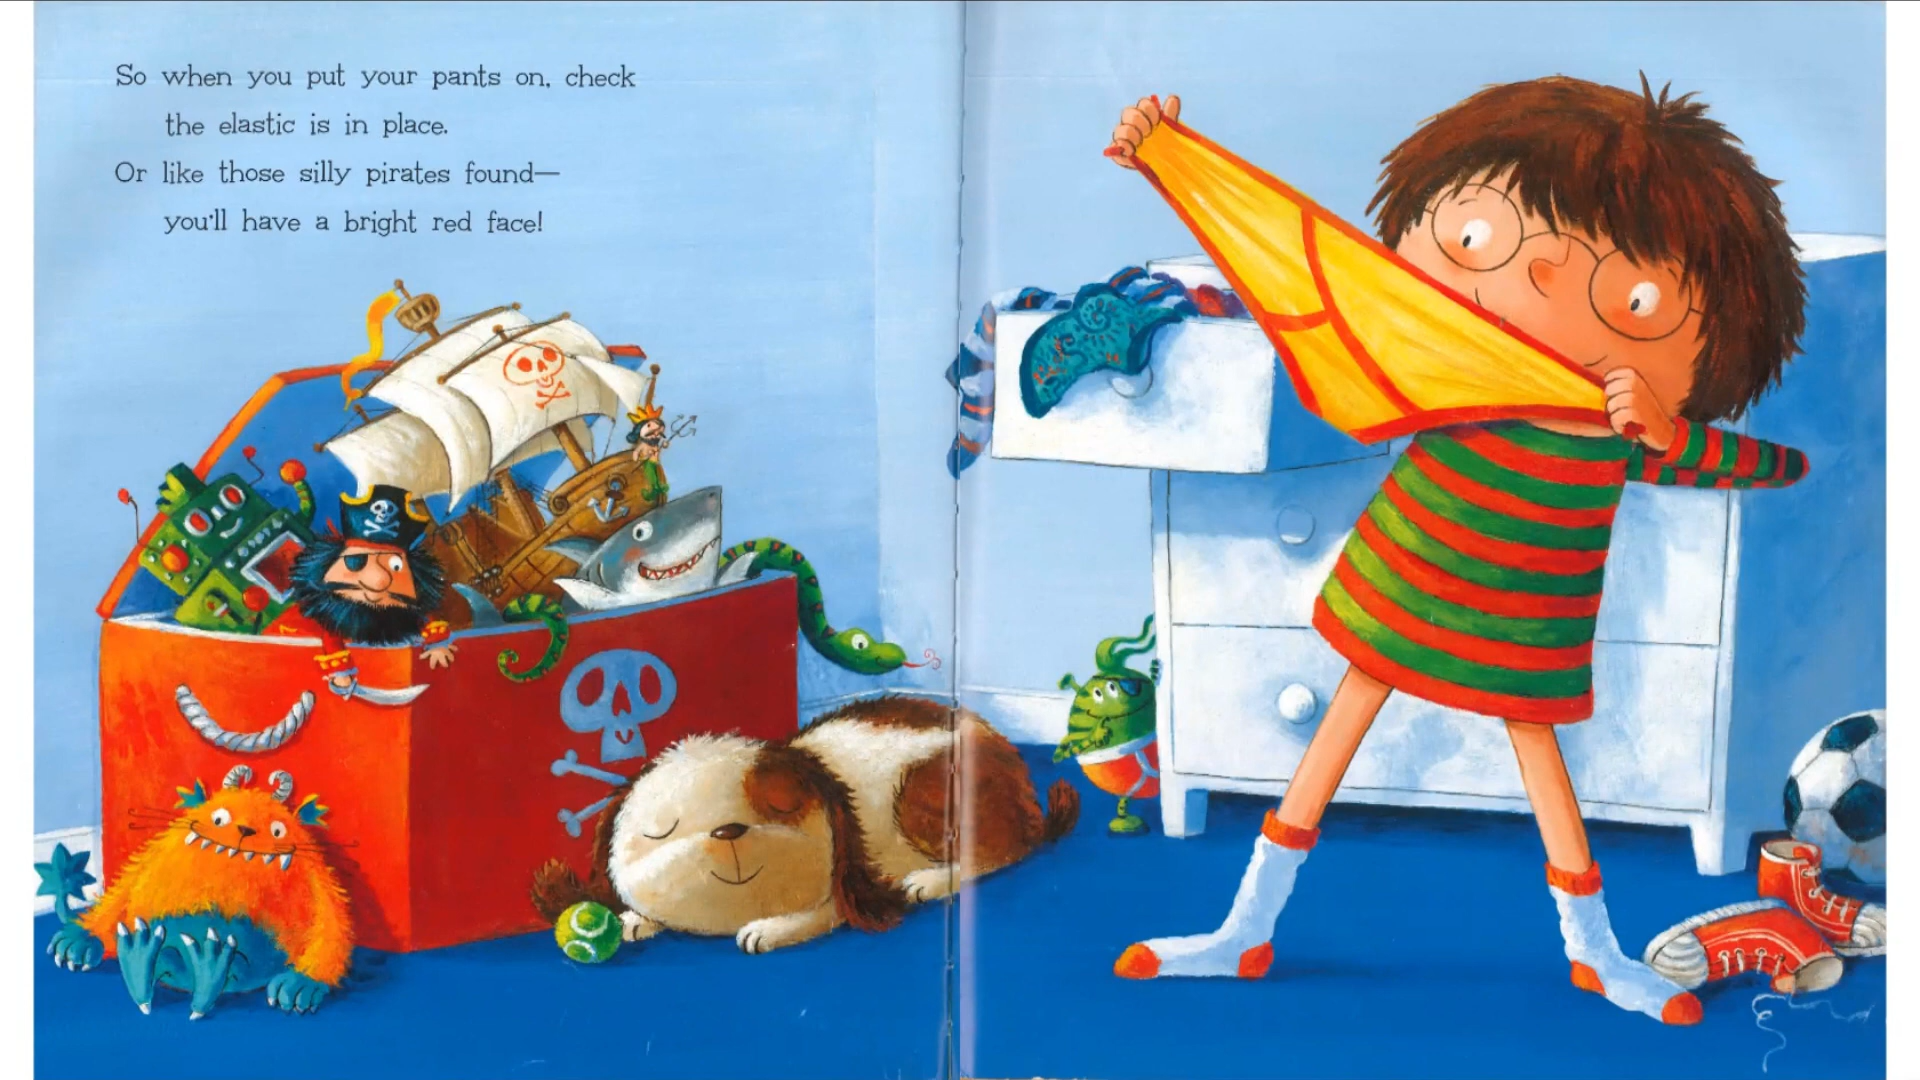 So when you put your pants on, check
the elastic is in place.
Or like those silly pirates found—
you'll have a bright red face!